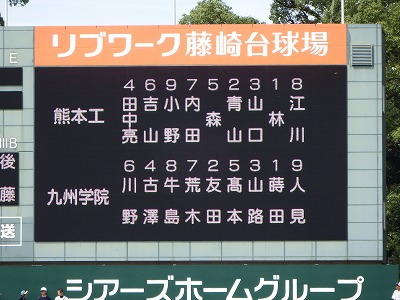 リブワーク藤崎台球場
E
4 6 9 7 5 2 3 1 8
熊本工 田中亮 吉山 小野 内田 森 青山 山口 林 江川
6 4 8 7 2 5 3 1 9
九州学院 川野 古澤 牛島 荒木 友田 髙本 山路 蒔田 人見
ⅢB
後
藤
送
シアーズホームグループ